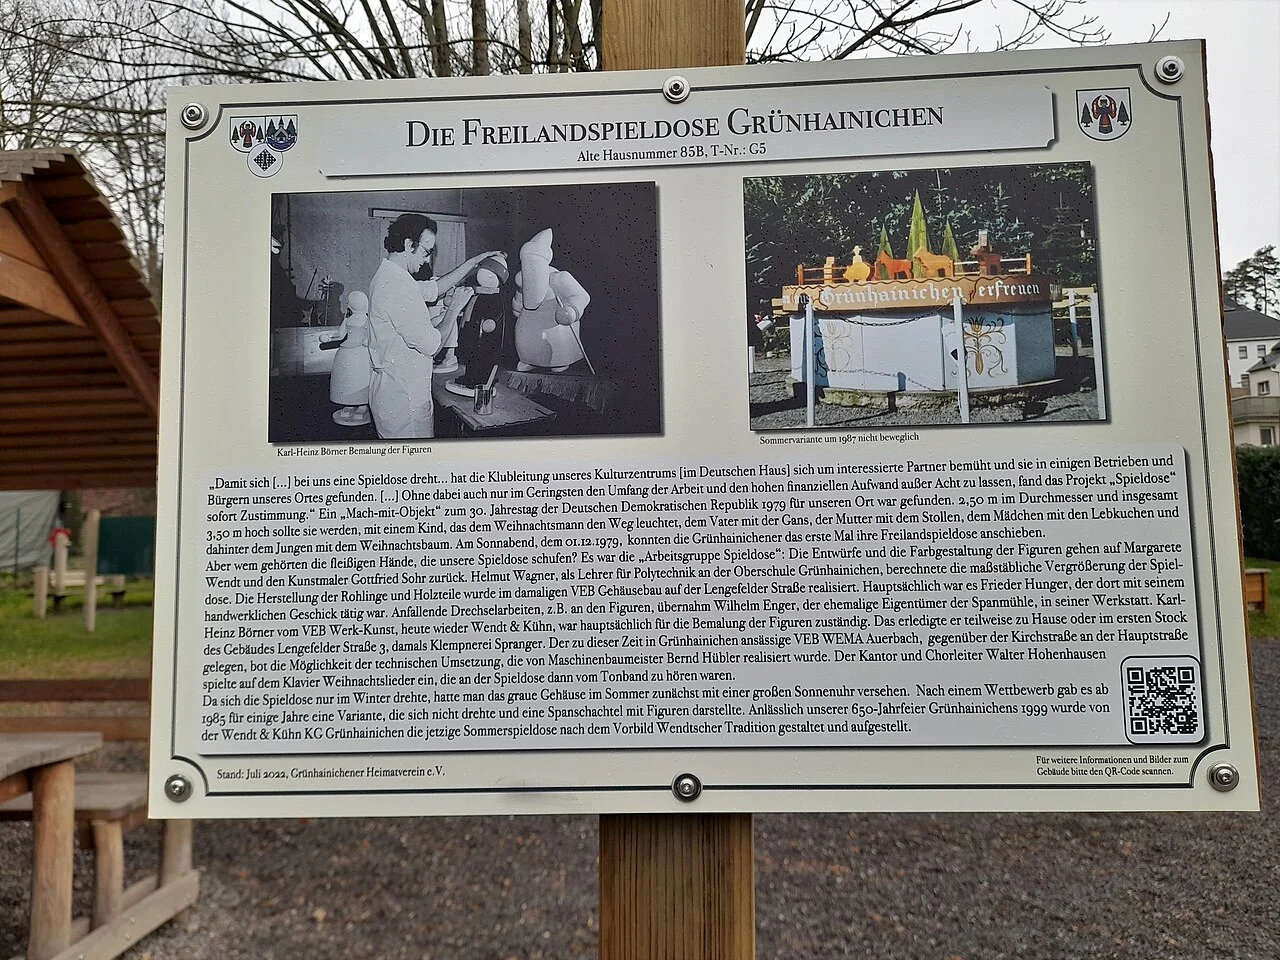 DIE FREILANDSPIELDOSE GRÜNHAINICHEN
Alte Hausnummer 85B, T-Nr.: G5
Grünhainichen erfreuen
Karl-Heinz Börner Bemalung der Figuren
Sommervariante um 1987 nicht beweglich
„Damit sich [...] bei uns eine Spieldose dreht... hat die Klubleitung unseres Kulturzentrums [im Deutschen Haus] sich um interessierte Partner bemüht und sie in einigen Betrieben und
Bürgern unseres Ortes gefunden. [...] Ohne dabei auch nur im Geringsten den Umfang der Arbeit und den hohen finanziellen Aufwand außer Acht zu lassen, fand das Projekt „Spieldose“
sofort Zustimmung.“ Ein „Mach-mit-Objekt“ zum 30. Jahrestag der Deutschen Demokratischen Republik 1979 für unseren Ort war gefunden. 2,50 m im Durchmesser und insgesamt
3,50 m hoch sollte sie werden, mit einem Kind, das dem Weihnachtsmann den Weg leuchtet, dem Vater mit der Gans, der Mutter mit dem Stollen, dem Mädchen mit den Lebkuchen und
dahinter dem Jungen mit dem Weihnachtsbaum. Am Sonnabend, dem 01.12.1979, konnten die Grünhainichener das erste Mal ihre Freilandspieldose anschieben.
Aber wem gehörten die fleißigen Hände, die unsere Spieldose schufen? Es war die „Arbeitsgruppe Spieldose“: Die Entwürfe und die Farbgestaltung der Figuren gehen auf Margarete
Wendt und den Kunstmaler Gottfried Sohr zurück. Helmut Wagner, als Lehrer für Polytechnik an der Oberschule Grünhainichen, berechnete die maßstäbliche Vergrößerung der Spiel-
dose. Die Herstellung der Rohlinge und Holzteile wurde im damaligen VEB Gehäusebau auf der Lengefelder Straße realisiert. Hauptsächlich war es Frieder Hunger, der dort mit seinem
handwerklichen Geschick tätig war. Anfallende Drechselarbeiten, z.B. an den Figuren, übernahm Wilhelm Enger, der ehemalige Eigentümer der Spanmühle, in seiner Werkstatt. Karl-
Heinz Börner vom VEB Werk-Kunst, heute wieder Wendt & Kühn, war hauptsächlich für die Bemalung der Figuren zuständig. Das erledigte er teilweise zu Hause oder im ersten Stock
des Gebäudes Lengefelder Straße 3, damals Klempnerei Spranger. Der zu dieser Zeit in Grünhainichen ansässige VEB WEMA Auerbach, gegenüber der Kirchstraße an der Hauptstraße
gelegen, bot die Möglichkeit der technischen Umsetzung, die von Maschinenbaumeister Bernd Hübler realisiert wurde. Der Kantor und Chorleiter Walter Hohenhausen
spielte auf dem Klavier Weihnachtslieder ein, die an der Spieldose dann vom Tonband zu hören waren.
Da sich die Spieldose nur im Winter drehte, hatte man das graue Gehäuse im Sommer zunächst mit einer großen Sonnenuhr versehen. Nach einem Wettbewerb gab es ab
1985 für einige Jahre eine Variante, die sich nicht drehte und eine Spanschachtel mit Figuren darstellte. Anlässlich unserer 650-Jahrfeier Grünhainichens 1999 wurde von
der Wendt & Kühn KG Grünhainichen die jetzige Sommerspieldose nach dem Vorbild Wendtscher Tradition gestaltet und aufgestellt.
Stand: Juli 2022, Grünhainichener Heimatverein e.V.
Für weitere Informationen und Bilder zum
Gebäude bitte den QR-Code scannen.